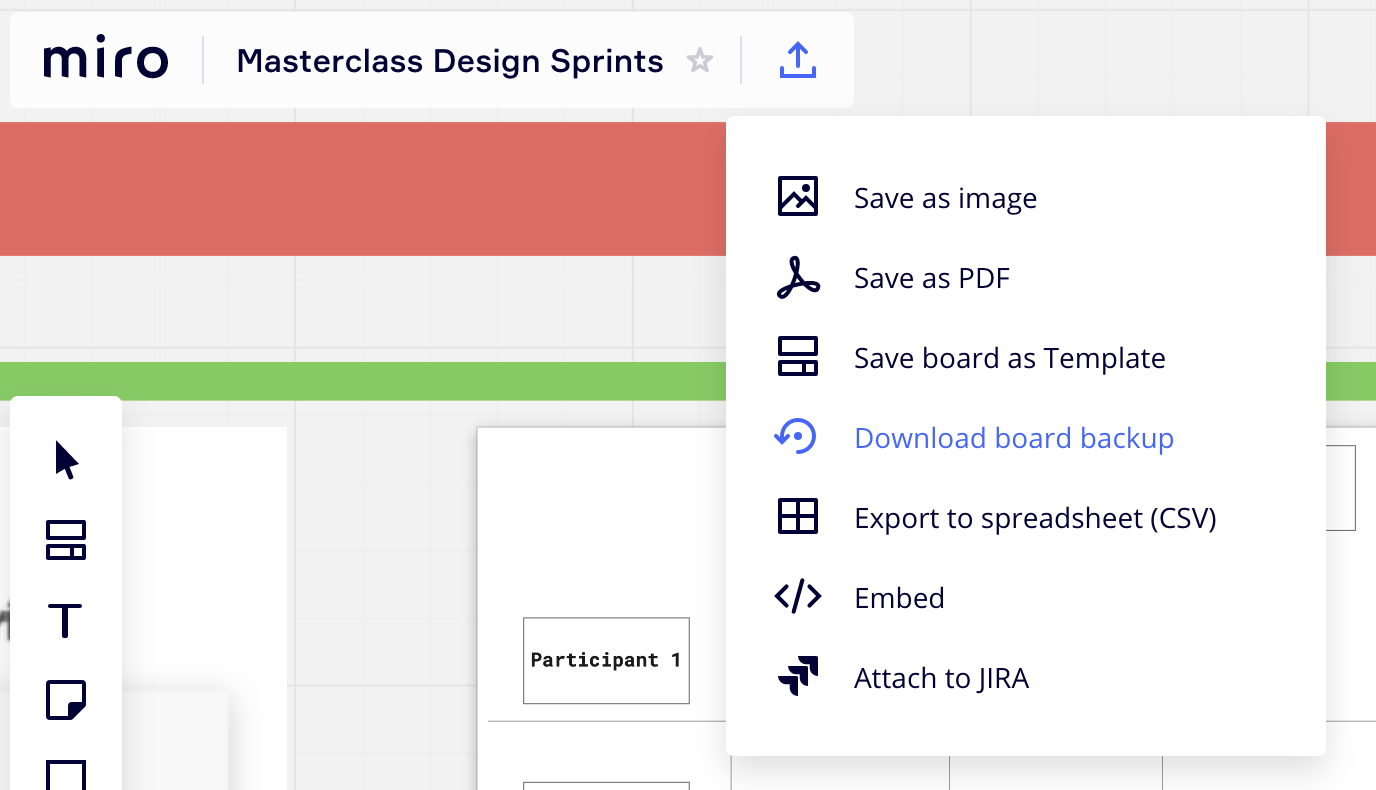 miro
Masterclass Design Sprints
Save as image
Save as PDF
Save board as Template
Download board backup
Export to spreadsheet (CSV)
Embed
Attach to JIRA
T
Participant 1